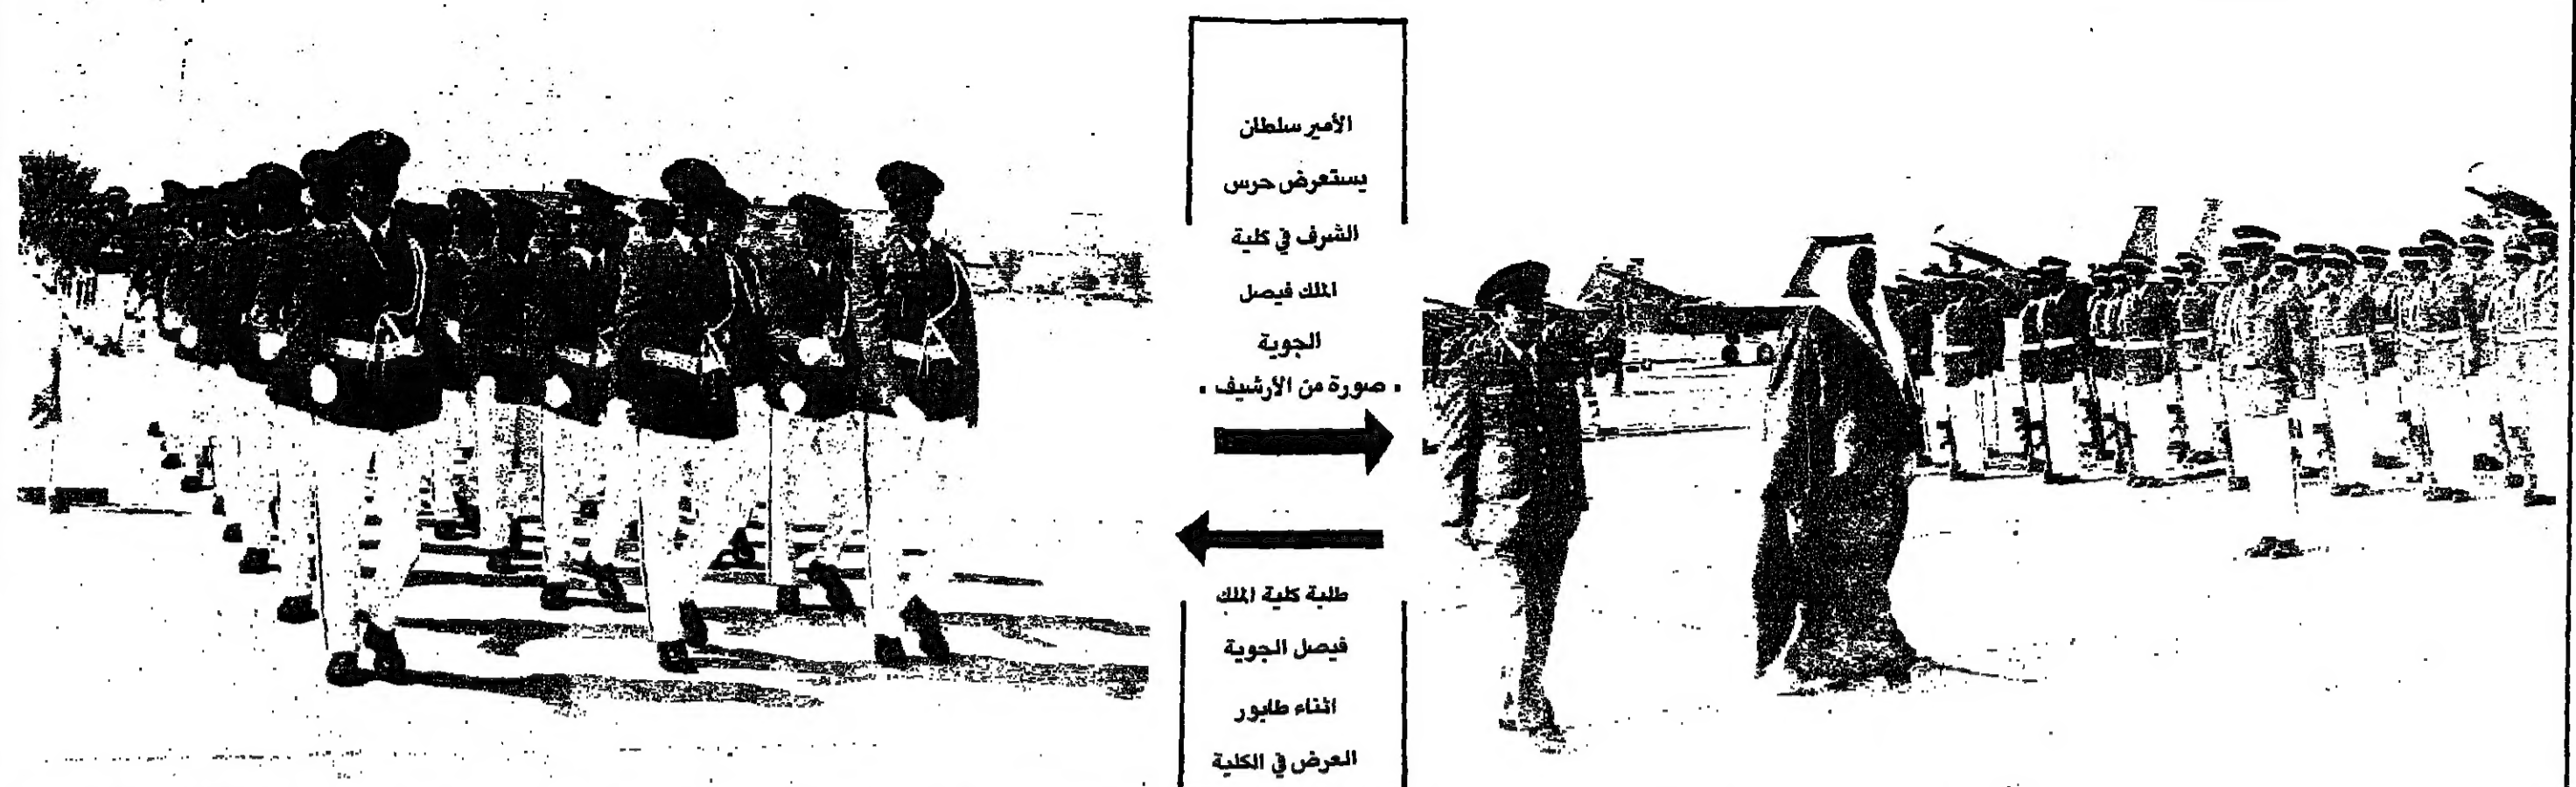 الأمير سلطان
يستعرض حرس
الشرف في كلية
الملك فيصل
الجوية
. صورة من الأرشيف .
طلبة كلية الملك
فيصل الجوية
اثناء طابور
العرض في الكلية